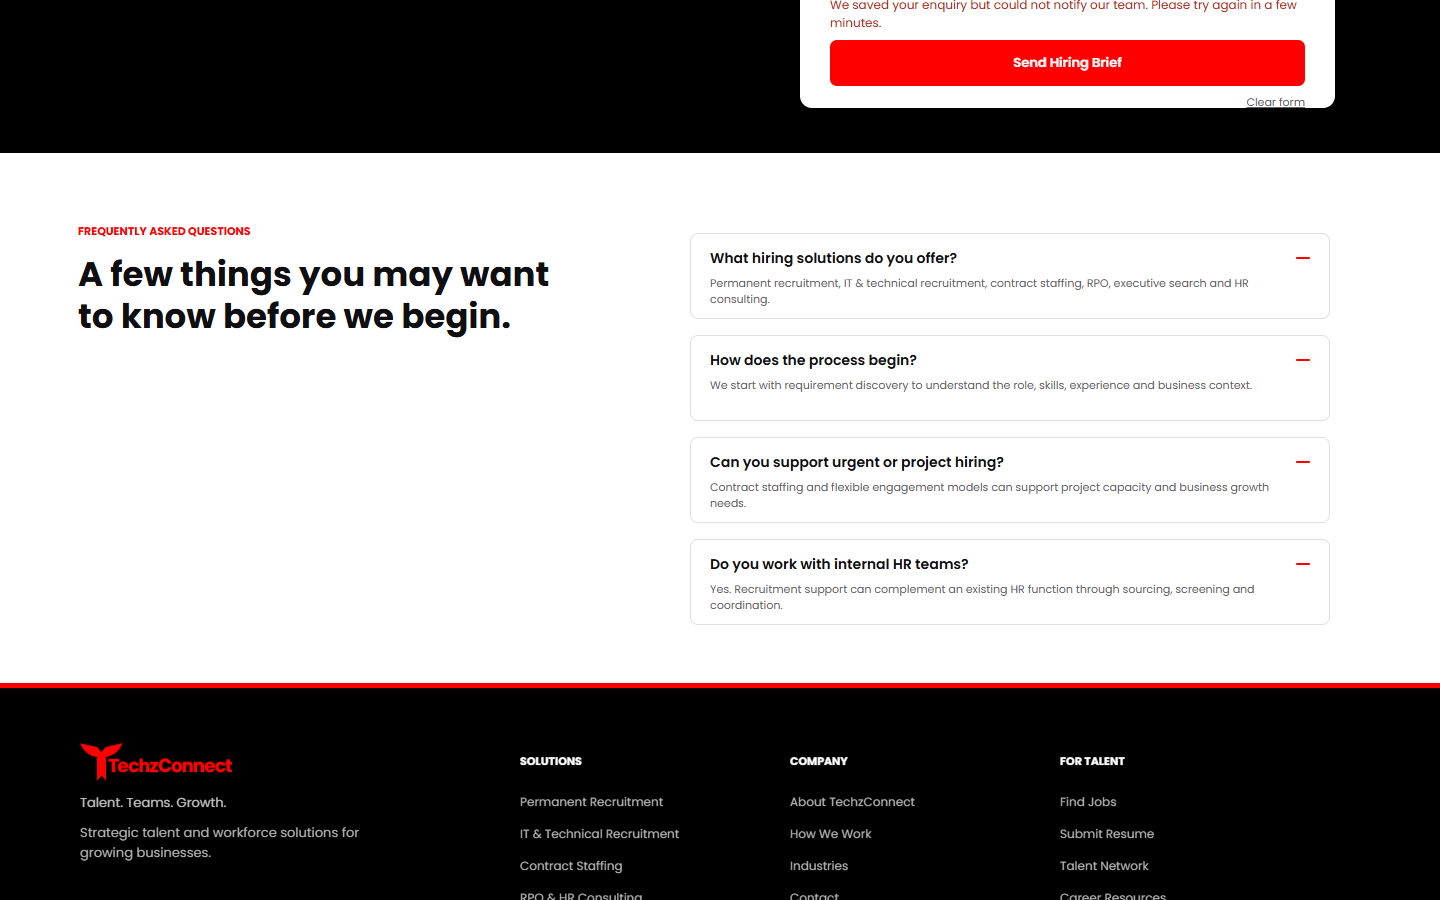 We saved your enquiry but could not notify our team. Please try again in a few
minutes.
Send Hiring Brief
Clear form
FREQUENTLY ASKED QUESTIONS
A few things you may want
to know before we begin.
What hiring solutions do you offer?
Permanent recruitment, IT & technical recruitment, contract staffing, RPO, executive search and HR
consulting.
How does the process begin?
We start with requirement discovery to understand the role, skills, experience and business context.
Can you support urgent or project hiring?
Contract staffing and flexible engagement models can support project capacity and business growth
needs.
Do you work with internal HR teams?
Yes. Recruitment support can complement an existing HR function through sourcing, screening and
coordination.
TechzConnect
Talent. Teams. Growth.
Strategic talent and workforce solutions for
growing businesses.
SOLUTIONS
Permanent Recruitment
IT & Technical Recruitment
Contract Staffing
RPO & HR Consulting
COMPANY
About TechzConnect
How We Work
Industries
Contact
FOR TALENT
Find Jobs
Submit Resume
Talent Network
Career Resources